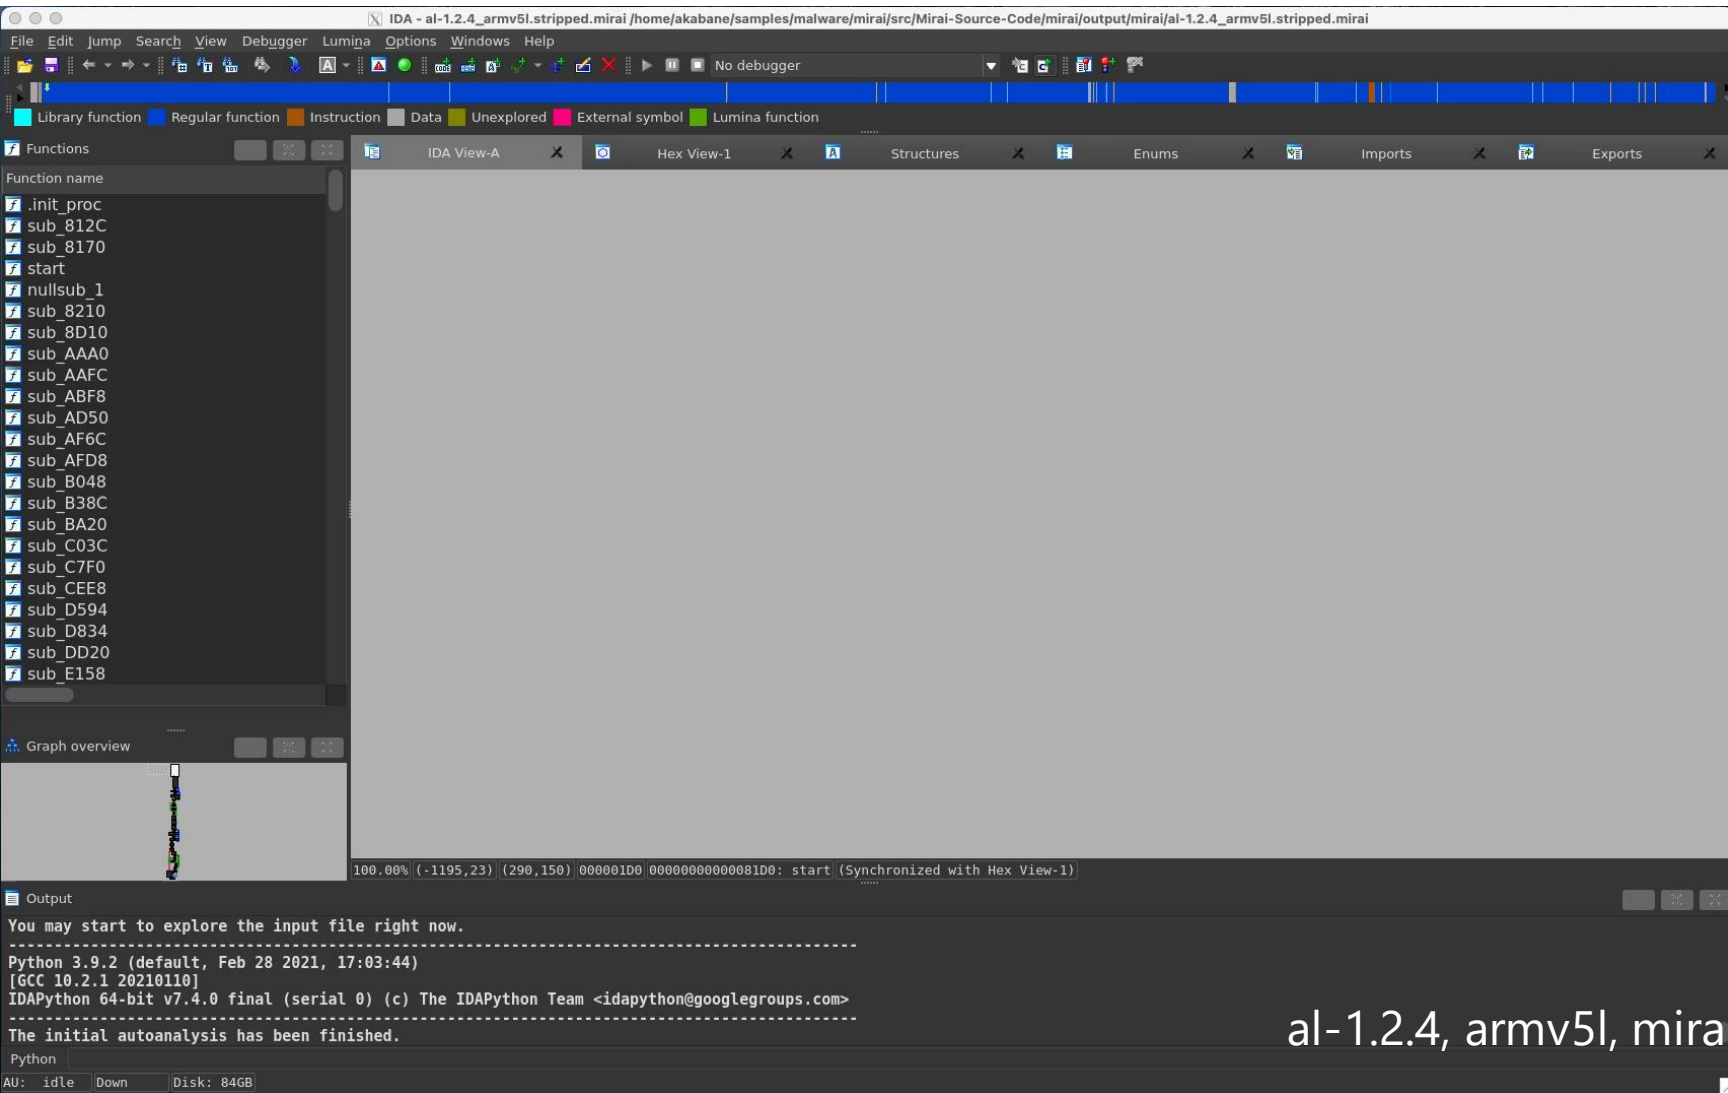 IDA - al-1.2.4_armv5l.stripped.mirai /home/akabane/samples/malware/mirai/src/Mirai-Source-Code/mirai/output/mirai/al-1.2.4_armv5l.stripped.mirai
File Edit Jump Search View Debugger Lumina Options Windows Help
No debugger
Library function Regular function Instruction Data Unexplored External symbol Lumina function
Functions
IDA View-A Hex View-1 Structures Enums Imports Exports
Function name
.init_proc
sub_812C
sub_8170
start
nullsub_1
sub_8210
sub_8D10
sub_AAA0
sub_AAFC
sub_ABF8
sub_AD50
sub_AF6C
sub_AFD8
sub_B048
sub_B38C
sub_BA20
sub_C03C
sub_C7F0
sub_CEE8
sub_D594
sub_D834
sub_DD20
sub_E158
Graph overview
100.00% (-1195,23) (290,150) 000001D0 00000000000081D0: start (Synchronized with Hex View-1)
Output
You may start to explore the input file right now.
---------------------------------------------------------------------------------------------
Python 3.9.2 (default, Feb 28 2021, 17:03:44)
[GCC 10.2.1 20210110]
IDAPython 64-bit v7.4.0 final (serial 0) (c) The IDAPython Team <idapython@googlegroups.com>
---------------------------------------------------------------------------------------------
The initial autoanalysis has been finished.
al-1.2.4, armv5l, mira
Python
AU: idle Down Disk: 84GB